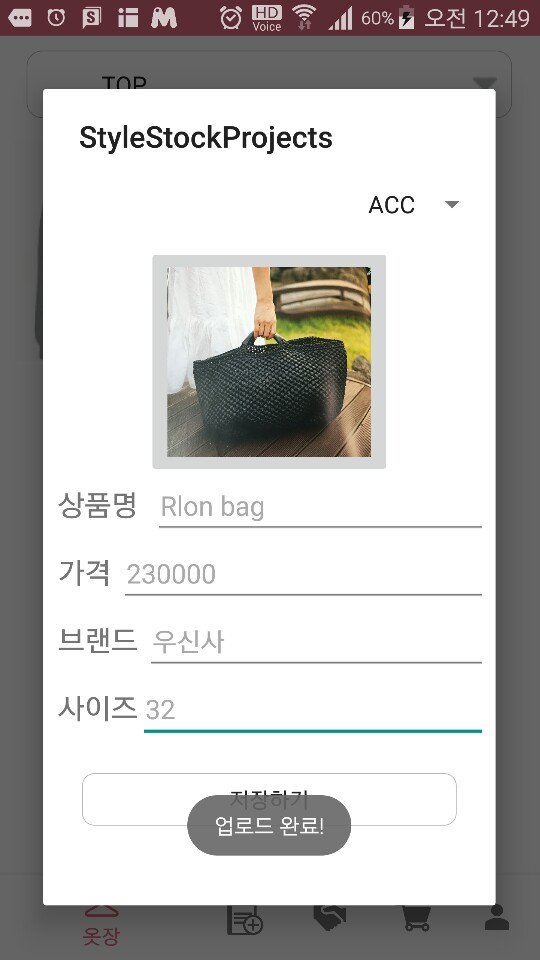 HD Voice 60% 오전 12:49
TOP
StyleStockProjects
ACC
상품명 Rlon bag
가격 230000
브랜드 우신사
사이즈 32
저장하기
업로드 완료!
옷장